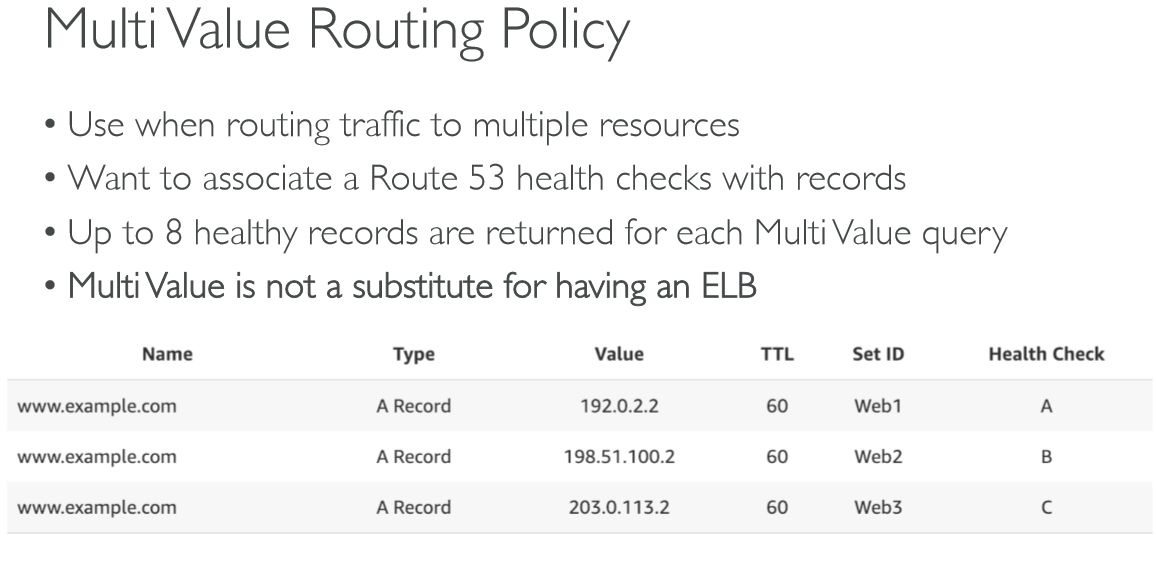 Multi Value Routing Policy
• Use when routing traffic to multiple resources
• Want to associate a Route 53 health checks with records
• Up to 8 healthy records are returned for each Multi Value query
• Multi Value is not a substitute for having an ELB
Name Type Value TTL Set ID Health Check
www.example.com A Record 192.0.2.2 60 Web1 A
www.example.com A Record 198.51.100.2 60 Web2 B
www.example.com A Record 203.0.113.2 60 Web3 C